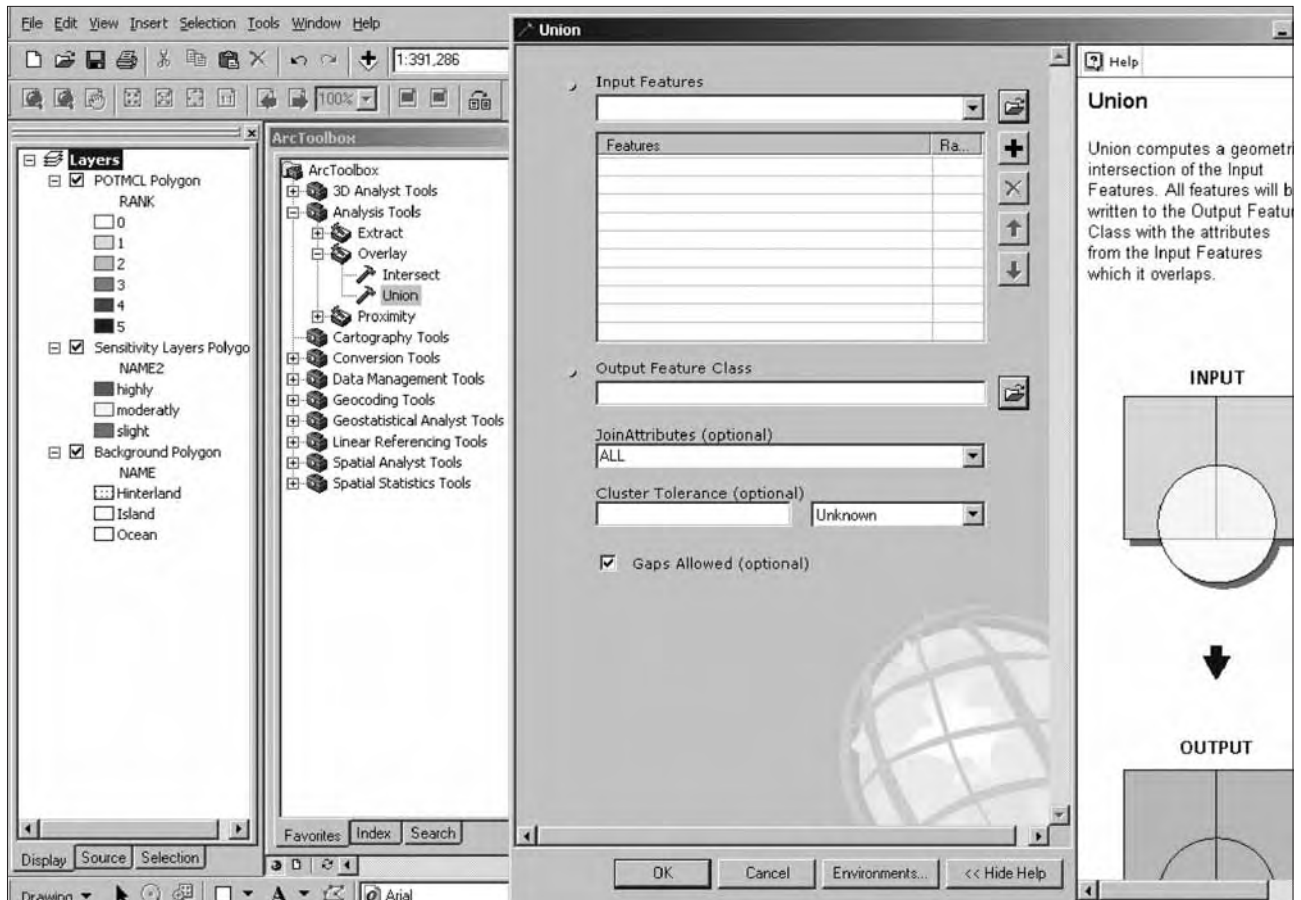 File Edit View Insert Selection Tools Window Help
1:391,286
100%
Layers
POTMCL Polygon
RANK
0
1
2
3
4
5
Sensitivity Layers Polygo
NAME2
highly
moderatly
slight
Background Polygon
NAME
Hinterland
Island
Ocean
Display Source Selection
Drawing
A
Arial
ArcToolbox
ArcToolbox
3D Analyst Tools
Analysis Tools
Extract
Overlay
Intersect
Union
Proximity
Cartography Tools
Conversion Tools
Data Management Tools
Geocoding Tools
Geostatistical Analyst Tools
Linear Referencing Tools
Spatial Analyst Tools
Spatial Statistics Tools
Favorites Index Search
Union
Input Features
Features Ra...
Output Feature Class
JoinAttributes (optional)
ALL
Cluster Tolerance (optional)
Unknown
Gaps Allowed (optional)
OK Cancel Environments... << Hide Help
Help
Union
Union computes a geometri
intersection of the Input
Features. All features will b
written to the Output Featur
Class with the attributes
from the Input Features
which it overlaps.
INPUT
OUTPUT